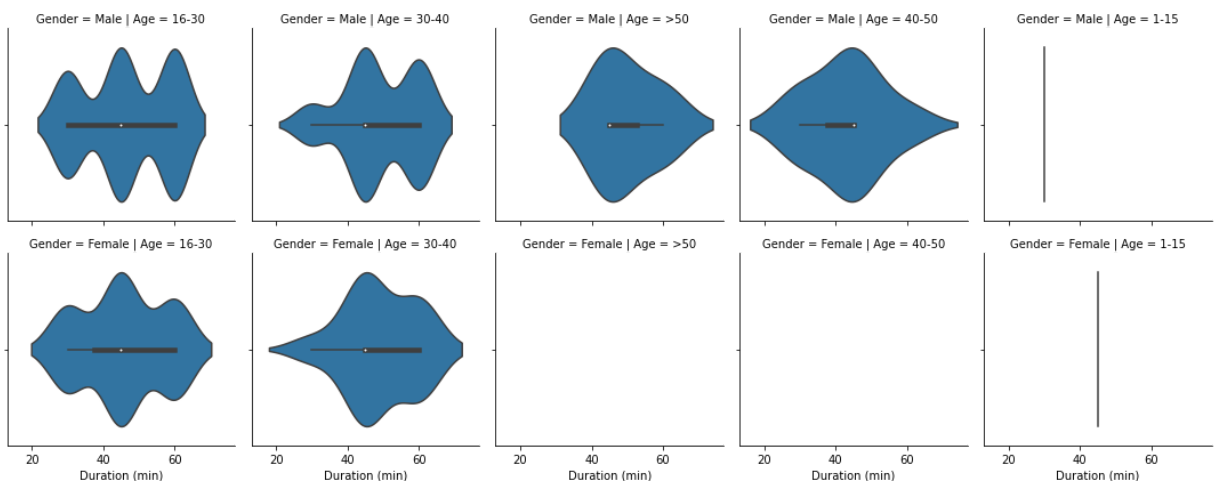 Gender = Male | Age = 16-30
Gender = Male | Age = 30-40
Gender = Male | Age = >50
Gender = Male | Age = 40-50
Gender = Male | Age = 1-15
Gender = Female | Age = 16-30
Gender = Female | Age = 30-40
Gender = Female | Age = >50
Gender = Female | Age = 40-50
Gender = Female | Age = 1-15
20 40 60
20 40 60
20 40 60
20 40 60
20 40 60
Duration (min)
Duration (min)
Duration (min)
Duration (min)
Duration (min)